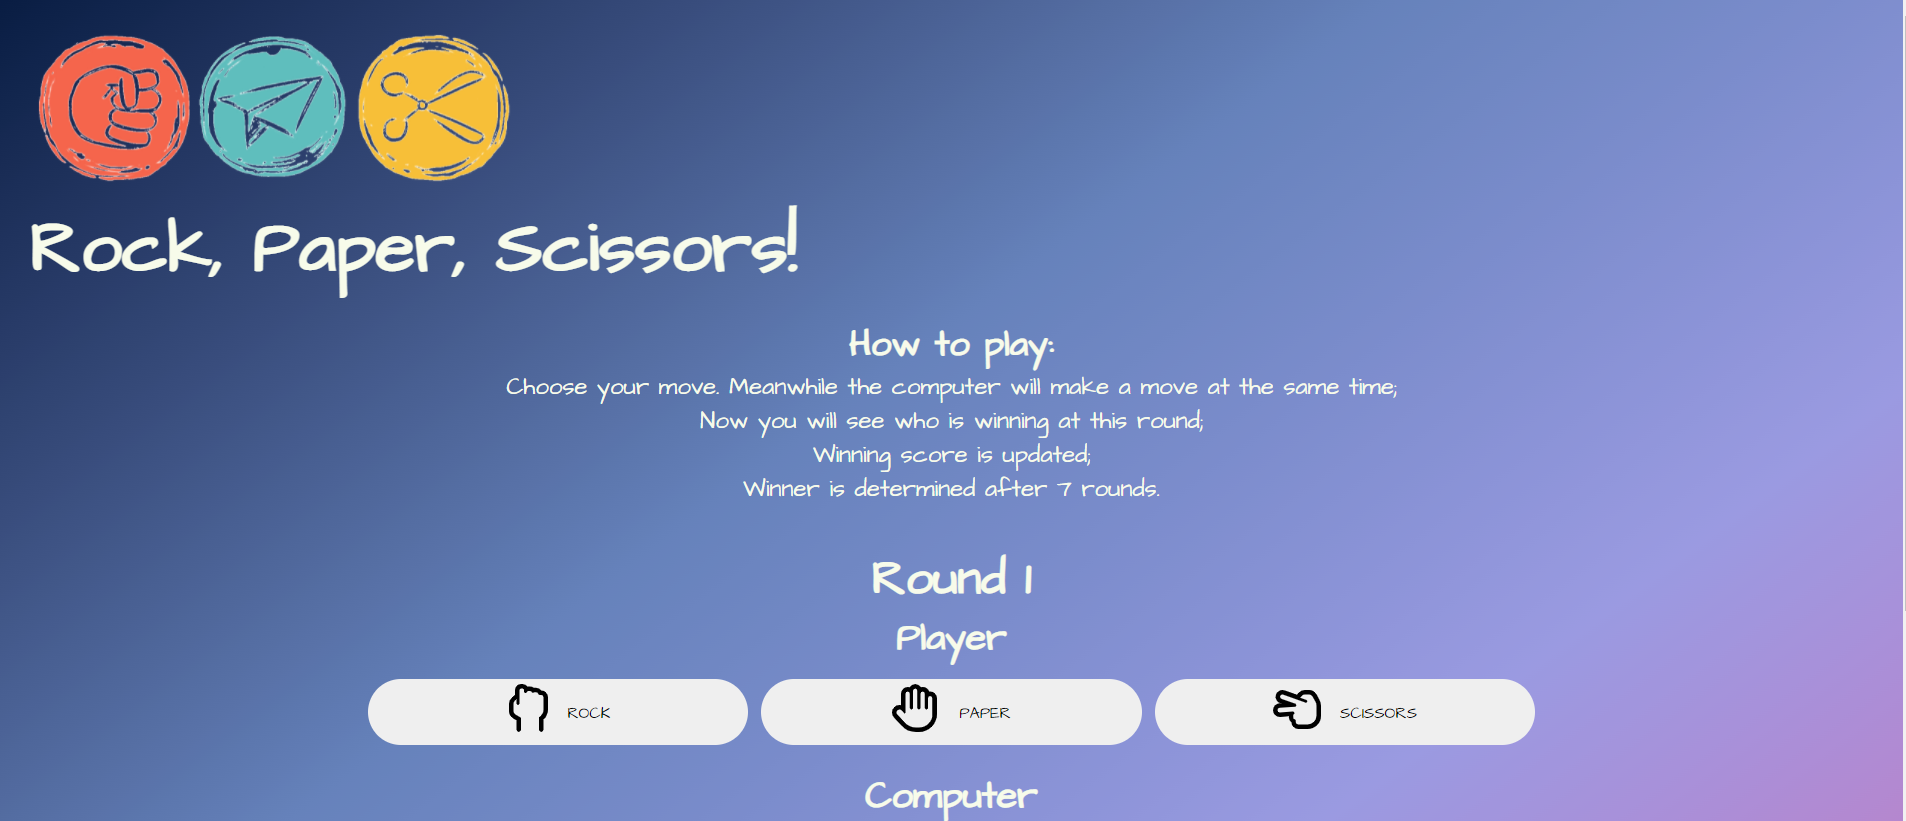 Rock, Paper, Scissors!
How to play:
Choose your move. Meanwhile the computer will make a move at the same time;
Now you will see who is winning at this round;
Winning score is updated;
Winner is determined after 7 rounds.
Round 1
Player
ROCK PAPER SCISSORS
Computer